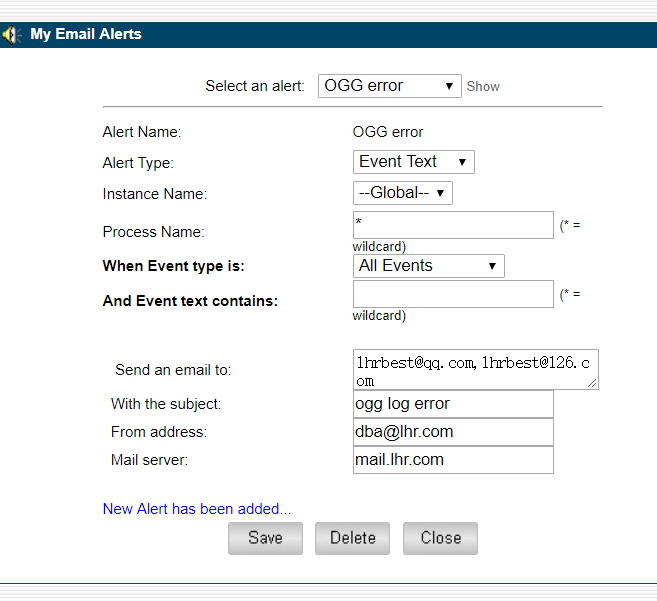 My Email Alerts
Select an alert: OGG error Show
Alert Name: OGG error
Alert Type: Event Text
Instance Name: --Global--
Process Name: * (* =
wildcard)
When Event type is: All Events
And Event text contains: (* =
wildcard)
Send an email to: lhrbest@qq.com,lhrbest@126.c
om
With the subject: ogg log error
From address: dba@lhr.com
Mail server: mail.lhr.com
New Alert has been added...
Save Delete Close